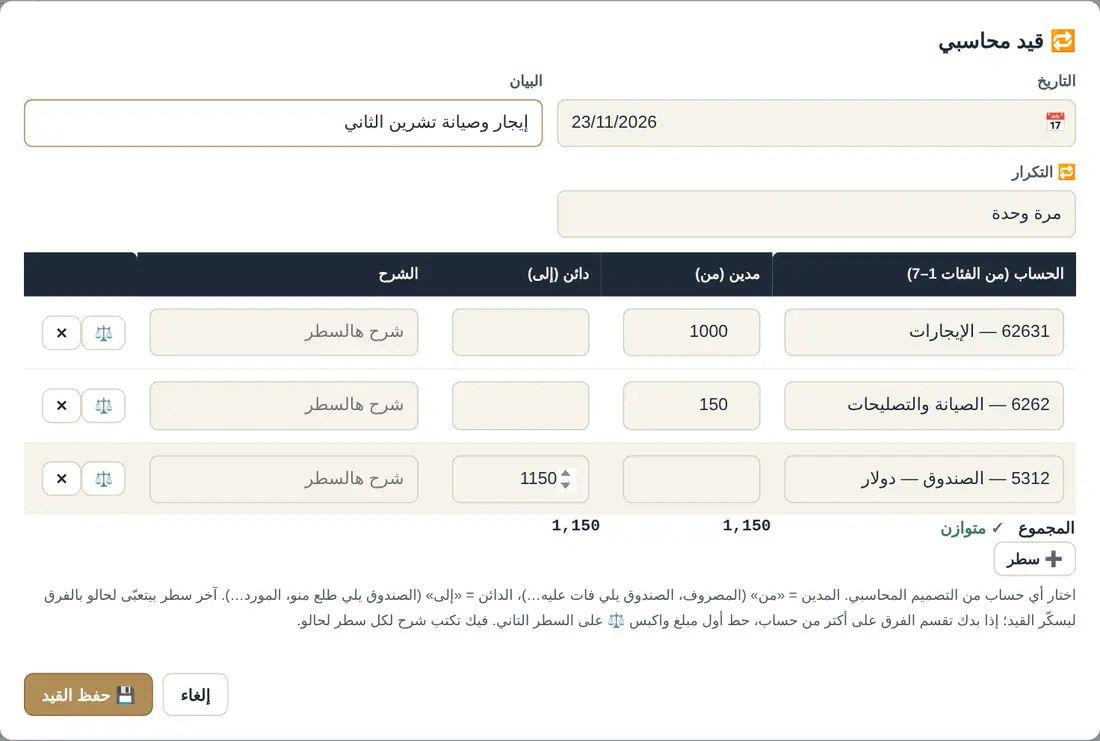 🔁 قيد محاسبي
التاريخ
البيان
23/11/2026
إيجار وصيانة تشرين الثاني
🔁 التكرار
مرة وحدة
الحساب (من الفئات 1–7) مدين (من) دائن (إلى) الشرح
62631 — الإيجارات 1000 شرح هالسطر ⚖️ ✕
6262 — الصيانة والتصليحات 150 شرح هالسطر ⚖️ ✕
5312 — الصندوق — دولار 1150 شرح هالسطر ⚖️ ✕
المجموع ✓ متوازن 1,150 1,150
➕ سطر
اختار أي حساب من التصميم المحاسبي. المدين = «من» (المصروف، الصندوق يلي فات عليه…)، الدائن = «إلى» (الصندوق يلي طلع منو، المورد…). آخر سطر بيتعبّى لحالو بالفرق
ليسكّر القيد؛ إذا بدك تقسم الفرق على أكتر من حساب، حط أول مبلغ واكبس ⚖️ على السطر التاني. فيك تكتب شرح لكل سطر لحالو.
إلغاء
💾 حفظ القيد